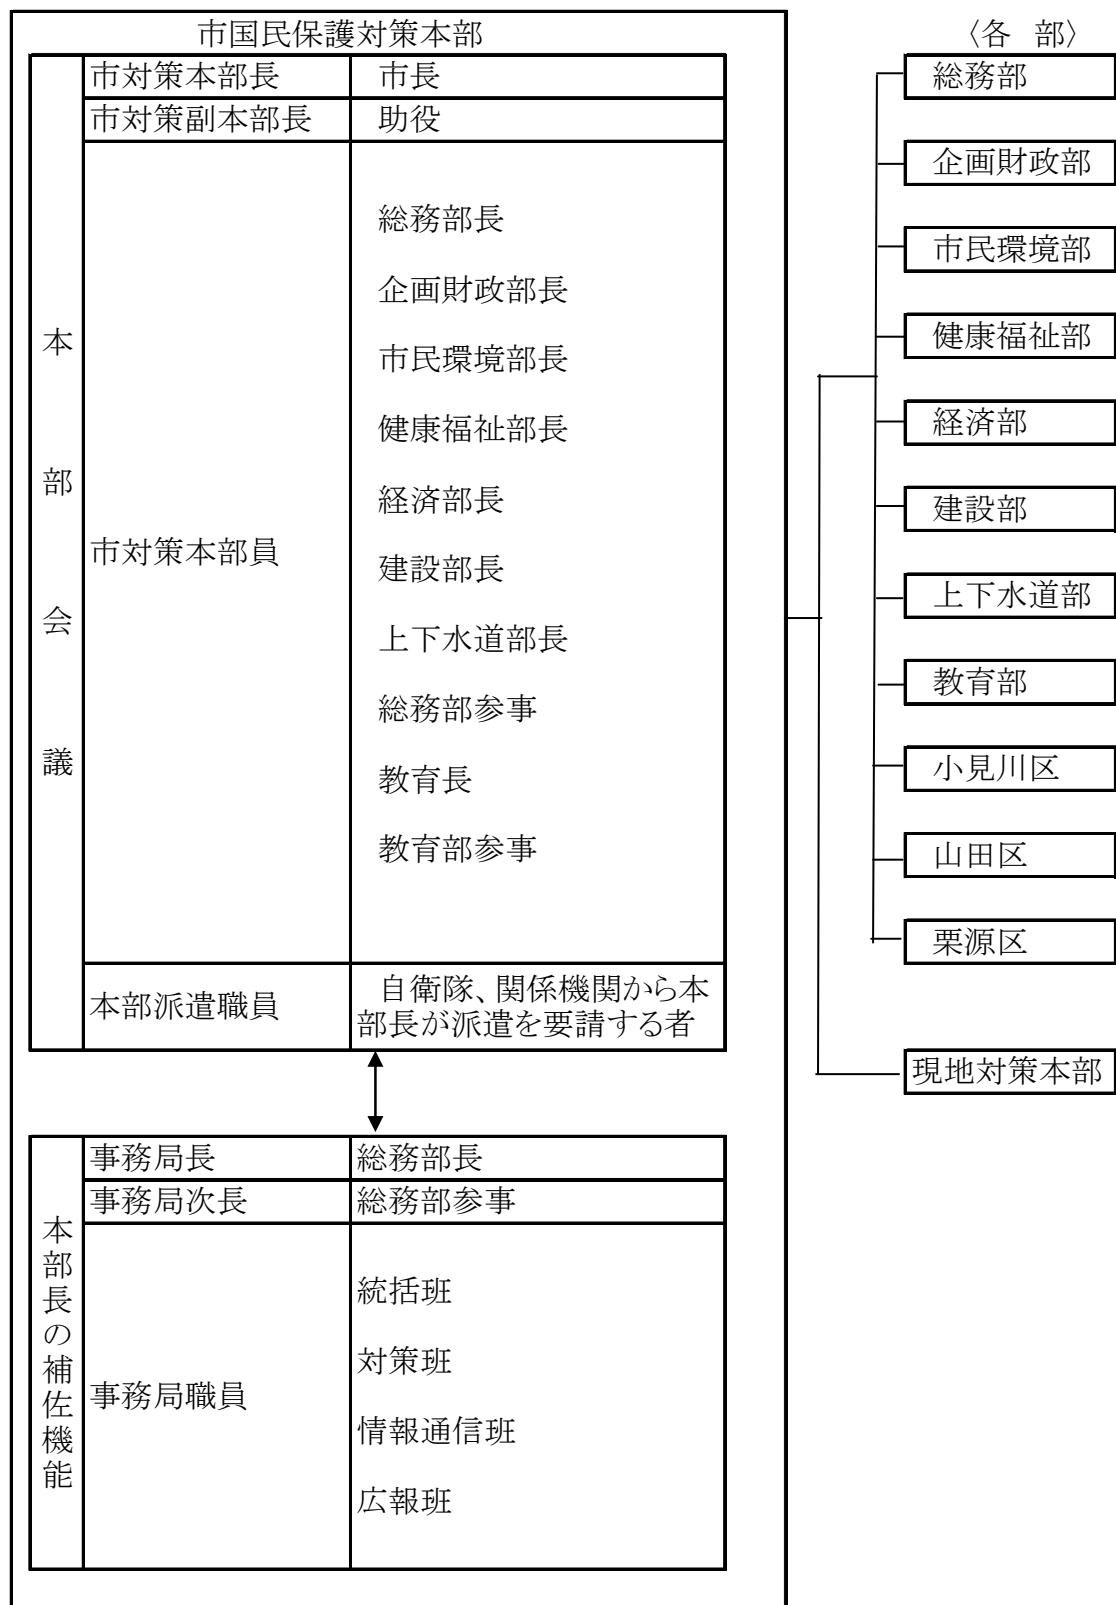 市国民保護対策本部
本部会議
市対策本部長
市長
市対策副本部長
助役
市対策本部員
総務部長
企画財政部長
市民環境部長
健康福祉部長
経済部長
建設部長
上下水道部長
総務部参事
教育長
教育部参事
本部派遣職員
自衛隊、関係機関から本
部長が派遣を要請する者
本部長の補佐機能
事務局長
総務部長
事務局次長
総務部参事
事務局職員
統括班
対策班
情報通信班
広報班
〈各　部〉
総務部
企画財政部
市民環境部
健康福祉部
経済部
建設部
上下水道部
教育部
小見川区
山田区
栗源区
現地対策本部